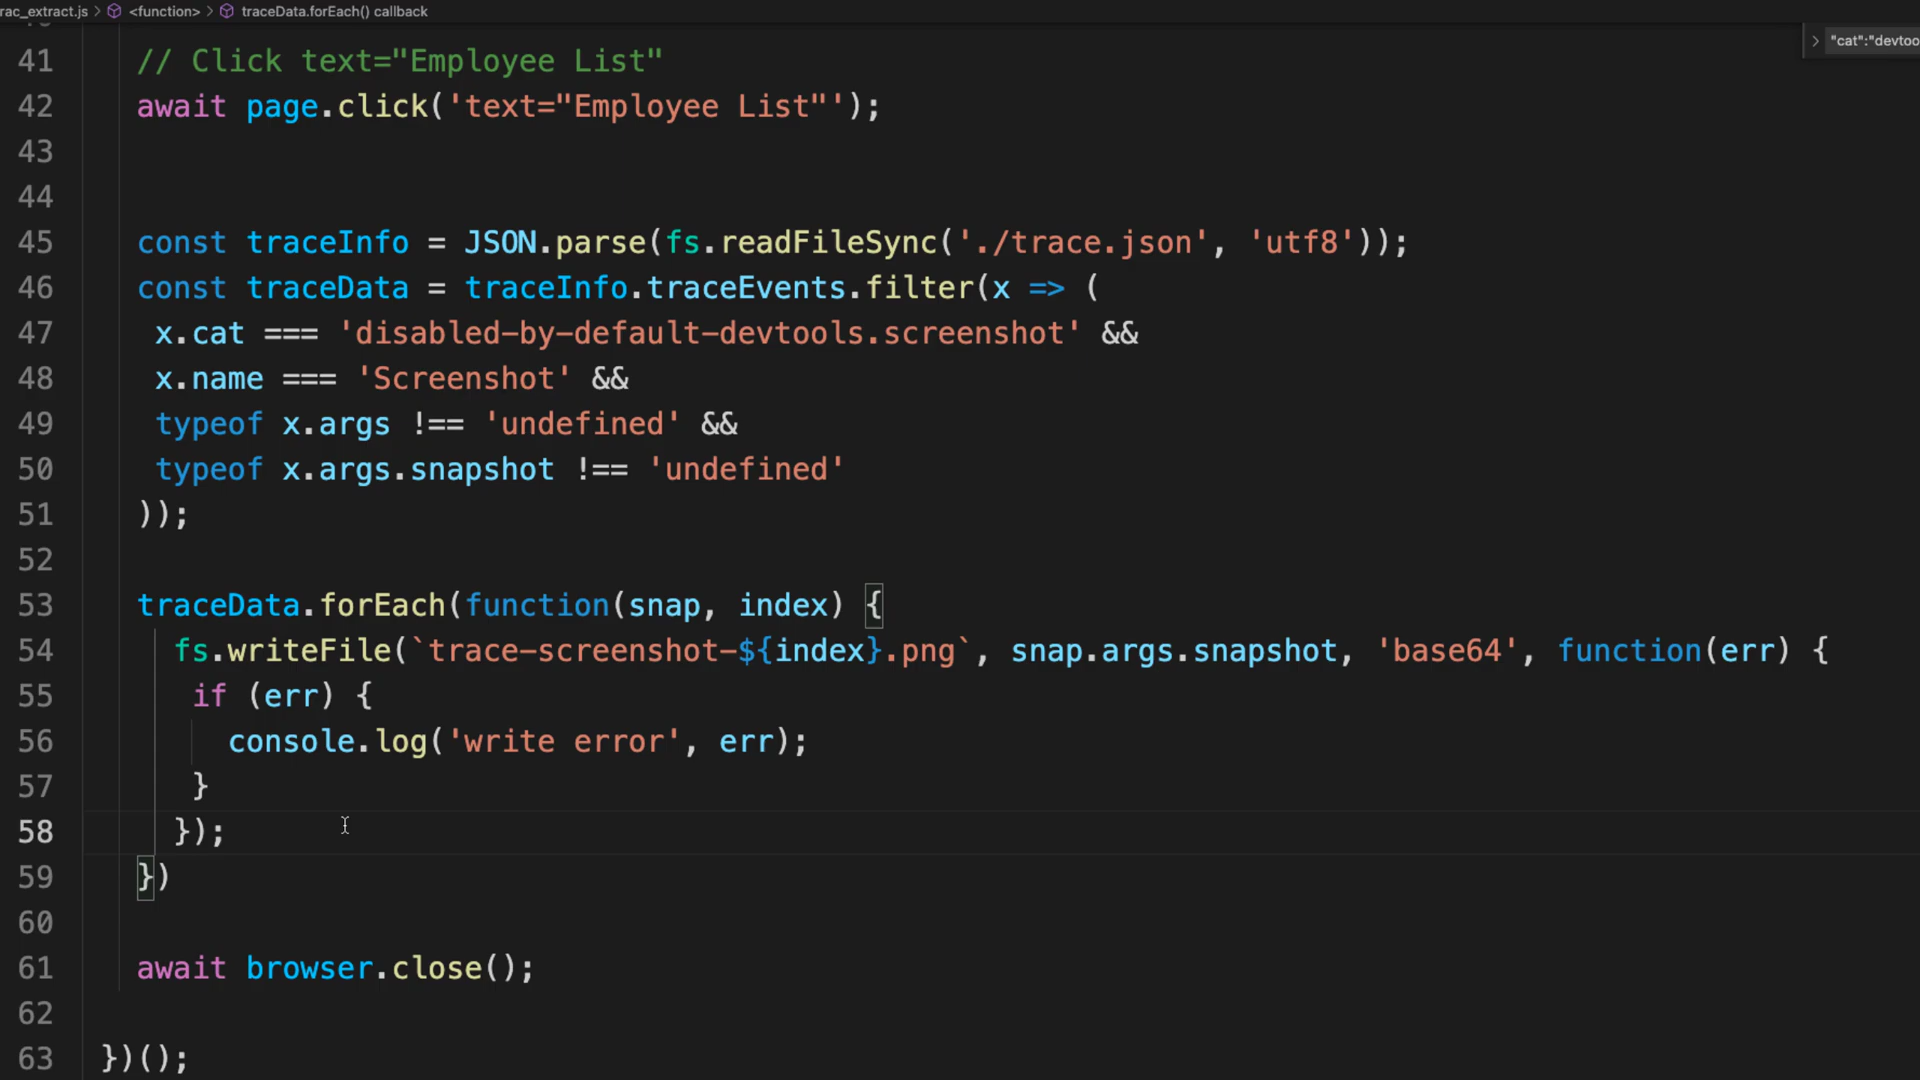 rac_extract.js > <function> > traceData.forEach() callback
"cat":"devtoo
41 // Click text="Employee List"
42 await page.click('text="Employee List"');
43
44
45 const traceInfo = JSON.parse(fs.readFileSync('./trace.json', 'utf8'));
46 const traceData = traceInfo.traceEvents.filter(x => (
47 x.cat === 'disabled-by-default-devtools.screenshot' &&
48 x.name === 'Screenshot' &&
49 typeof x.args !== 'undefined' &&
50 typeof x.args.snapshot !== 'undefined'
51 ));
52
53 traceData.forEach(function(snap, index) {
54 fs.writeFile(`trace-screenshot-${index}.png`, snap.args.snapshot, 'base64', function(err) {
55 if (err) {
56 console.log('write error', err);
57 }
58 });
59 })
60
61 await browser.close();
62
63 })();